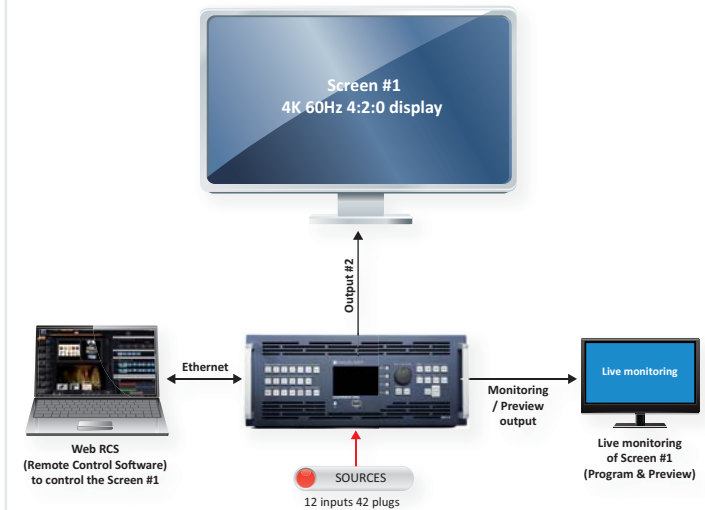 Screen #1
4K 60Hz 4:2:0 display
Output #2
Ethernet
Monitoring
/ Preview
output
Live monitoring
Web RCS
(Remote Control Software)
to control the Screen #1
Live monitoring
of Screen #1
(Program & Preview)
SOURCES
12 inputs 42 plugs